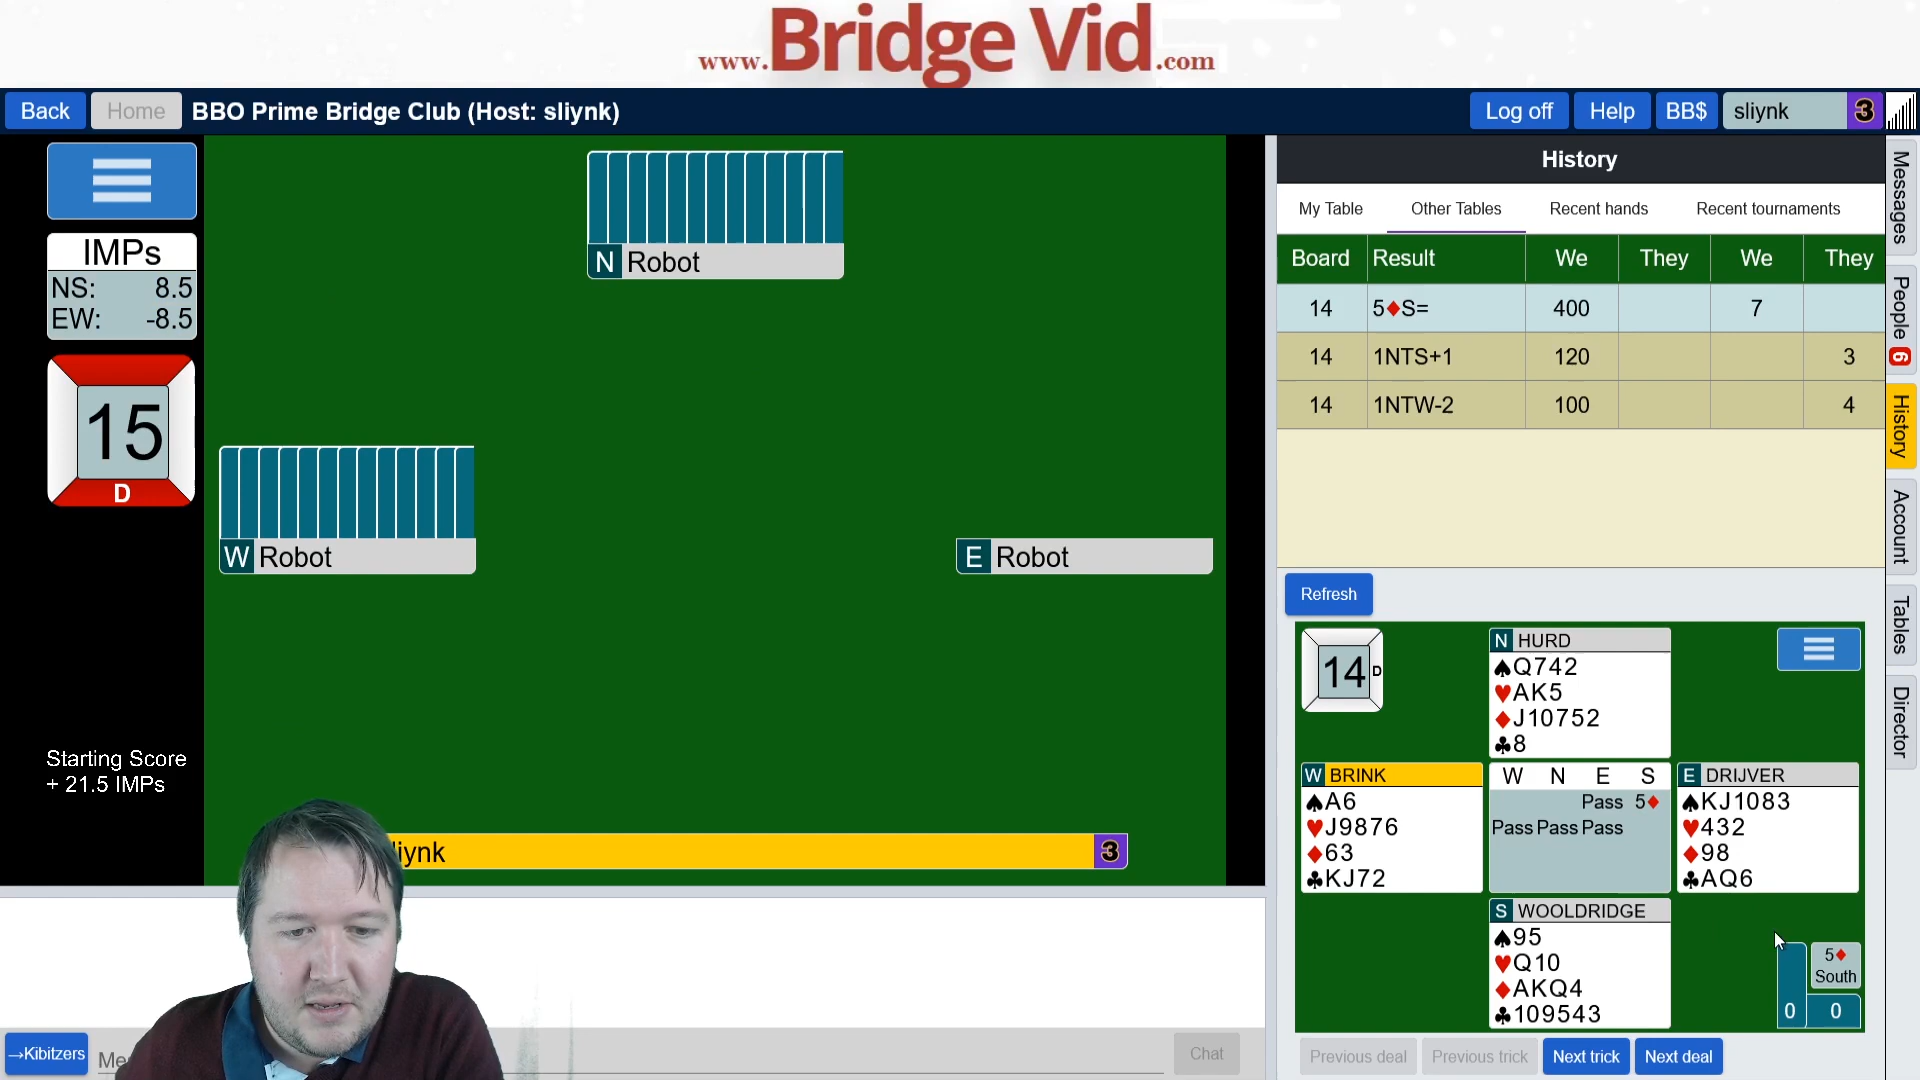 www.Bridge Vid.com
Back Home BBO Prime Bridge Club (Host: sliynk) Log off Help BB$ sliynk 3
History
My Table Other Tables Recent hands Recent tournaments
Board Result We They We They
14 5♦S= 400 7
14 1NTS+1 120 3
14 1NTW-2 100 4
Refresh
IMPs
NS: 8.5
EW: -8.5
15
D
N Robot
W Robot
E Robot
Starting Score
+ 21.5 IMPs
liynk 3
14 D
N HURD
♠Q742
♥AK5
♦J10752
♣8
W BRINK
♠A6
♥J9876
♦63
♣KJ72
W N E S
Pass 5♦
Pass Pass Pass
E DRIJVER
♠KJ1083
♥432
♦98
♣AQ6
S WOOLDRIDGE
♠95
♥Q10
♦AKQ4
♣109543
5♦
South
0 0
→Kibitzers Me Chat
Previous deal Previous trick Next trick Next deal
Messages
People 6
History
Account
Tables
Director